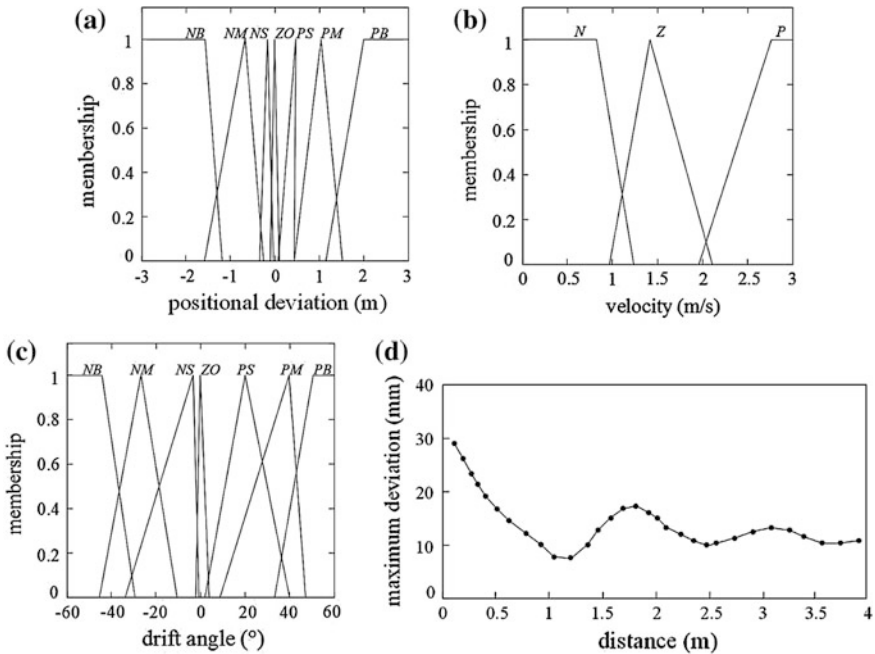 (a)
NB NM NS ZO PS PM PB
1
0.8
0.6
0.4
0.2
0
membership
-3 -2 -1 0 1 2 3
positional deviation (m)
(b)
N Z P
1
0.8
0.6
0.4
0.2
0
membership
0 0.5 1 1.5 2 2.5 3
velocity (m/s)
(c)
NB NM NS ZO PS PM PB
1
0.8
0.6
0.4
0.2
0
membership
-60 -40 -20 0 20 40 60
drift angle (°)
(d)
40
30
20
10
0
maximum deviation (mm)
0 0.5 1 1.5 2 2.5 3 3.5 4
distance (m)